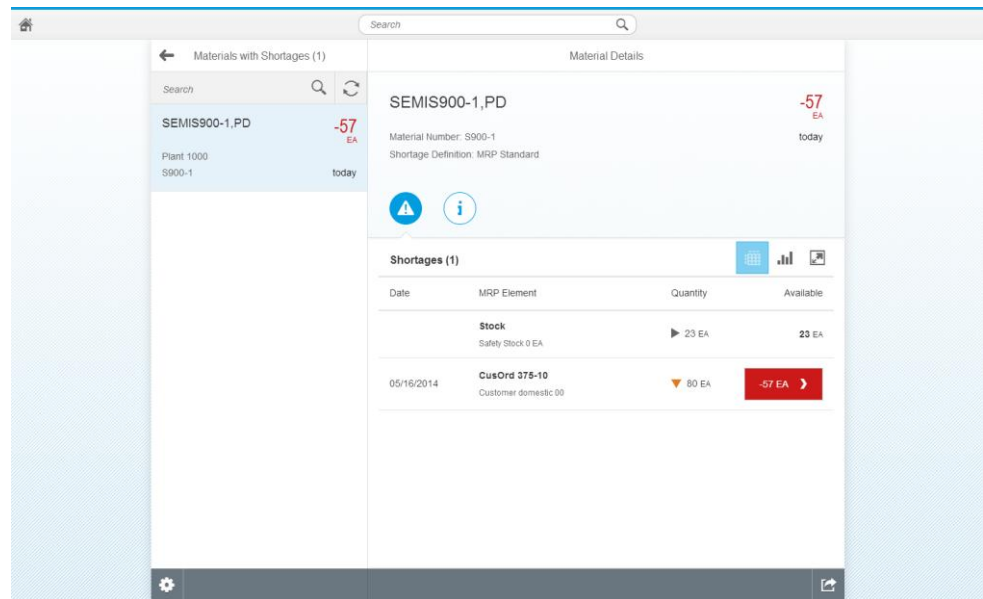 Search
Materials with Shortages (1)
Material Details
Search
SEMIS900-1,PD
-57
EA
Plant 1000
S900-1
today
SEMIS900-1,PD
-57
EA
Material Number: S900-1
today
Shortage Definition: MRP Standard
Shortages (1)
Date MRP Element Quantity Available
Stock
Safety Stock 0 EA
23 EA
23 EA
05/16/2014
CusOrd 375-10
Customer domestic 00
80 EA
-57 EA